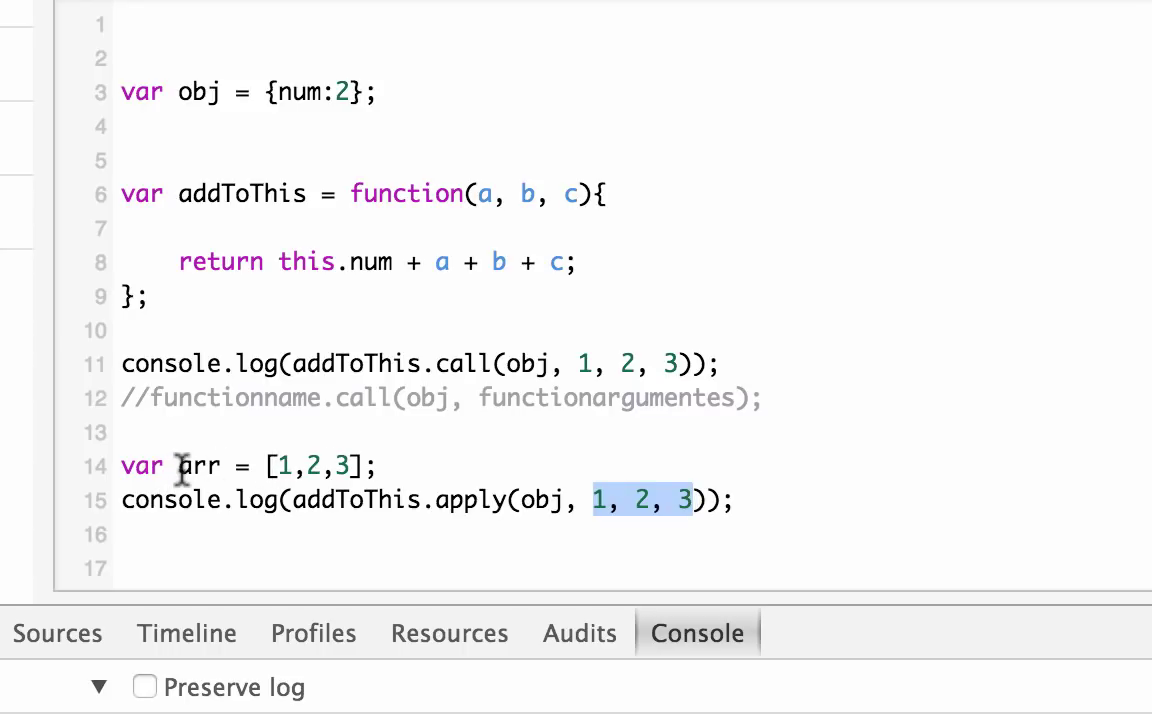 1
2
3 var obj = {num:2};
4
5
6 var addToThis = function(a, b, c){
7
8     return this.num + a + b + c;
9 };
10
11 console.log(addToThis.call(obj, 1, 2, 3));
12 //functionname.call(obj, functionargumentes);
13
14 var arr = [1,2,3];
15 console.log(addToThis.apply(obj, 1, 2, 3));
16
17
Sources Timeline Profiles Resources Audits Console
▼ Preserve log